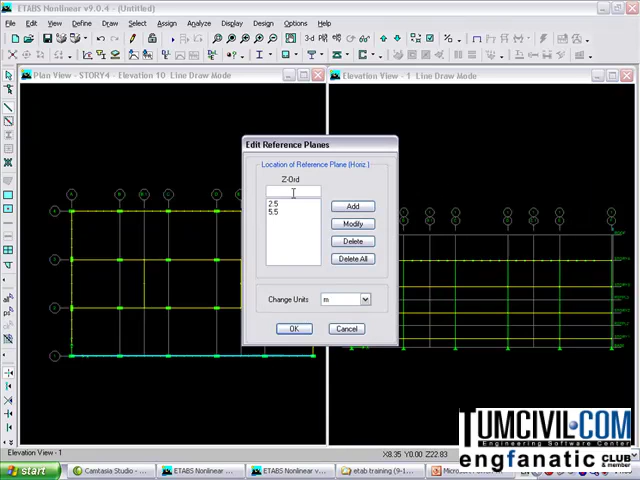 ETABS Nonlinear v9.0.4 - (Untitled)
File Edit View Define Draw Select Assign Analyze Display Design Options Help
Plan View - STORY4 - Elevation 10 Line Draw Mode
Elevation View - 1 Line Draw Mode
Edit Reference Planes
Location of Reference Plane (Horiz.)
Z-Ord
2.5
5.5
Add
Modify
Delete
Delete All
Change Units
m
OK
Cancel
all
TUMCIVIL.COM
Engineering Software Center
engfanatic CLUB
& member
Elevation View - 1
X8.35 Y0.00 Z22.83
start
Camtasia Studio - ...
ETABS Nonlinear ...
ETABS Nonlinear v...
etab training (9-1...
Microsoft